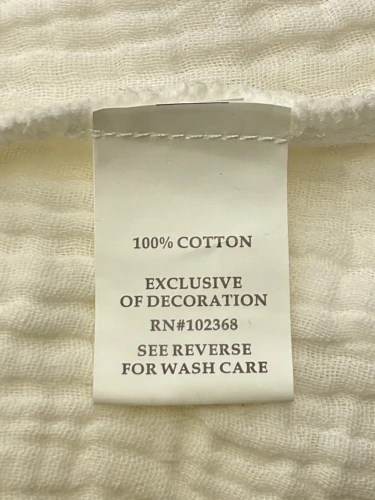 100% COTTON
EXCLUSIVE
OF DECORATION
RN#102368
SEE REVERSE
FOR WASH CARE